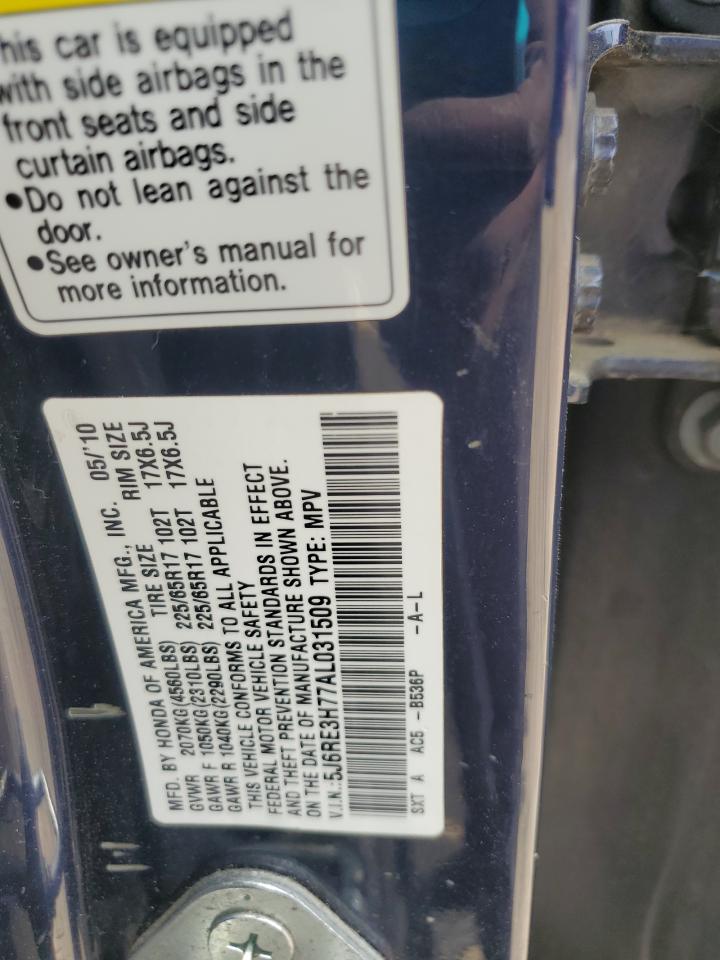 his car is equipped
with side airbags in the
front seats and side
curtain airbags.
•Do not lean against the
door.
•See owner's manual for
more information.
MFD. BY HONDA OF AMERICA MFG., INC. 05/'10
TIRE SIZE RIM SIZE
GVWR 2070KG(4560LBS)
GAWR F 1050KG(2310LBS) 225/65R17 102T 17X6.5J
GAWR R 1040KG(2290LBS) 225/65R17 102T 17X6.5J
THIS VEHICLE CONFORMS TO ALL APPLICABLE
FEDERAL MOTOR VEHICLE SAFETY
AND THEFT PREVENTION STANDARDS IN EFFECT
ON THE DATE OF MANUFACTURE SHOWN ABOVE.
V.I.N.:5J6RE3H77AL031509 TYPE: MPV
SXT A AC5 -B536P -A-L